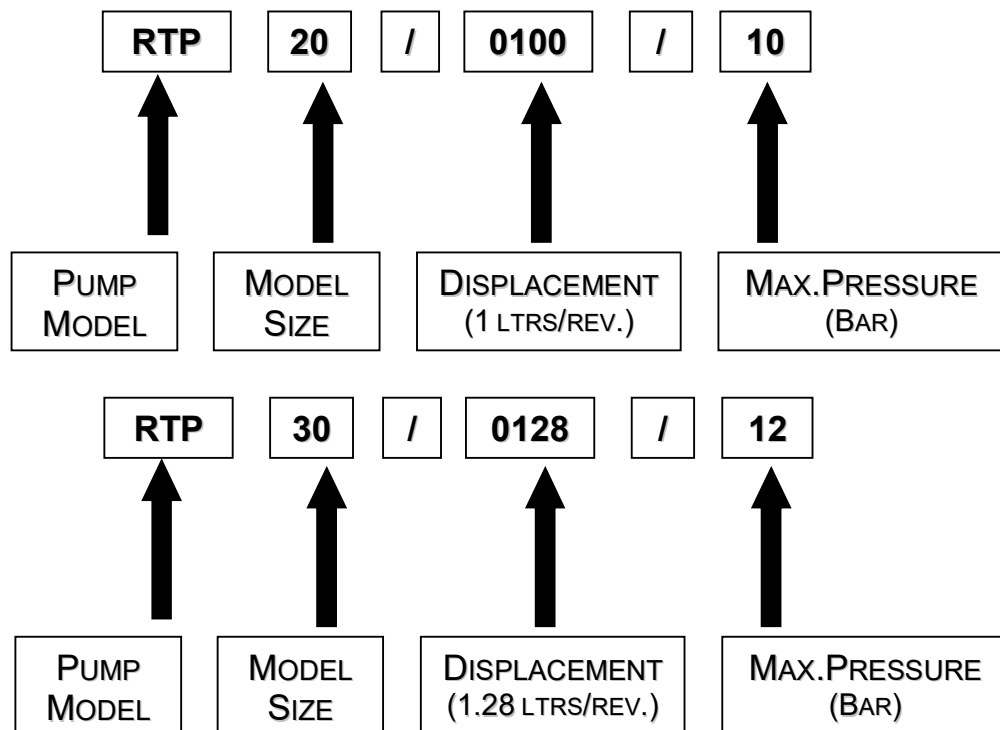 RTP 20 / 0100 / 10
PUMP MODEL SIZE DISPLACEMENT MAX.PRESSURE
MODEL SIZE (1 LTRS/REV.) (BAR)
RTP 30 / 0128 / 12
PUMP MODEL DISPLACEMENT MAX.PRESSURE
MODEL SIZE (1.28 LTRS/REV.) (BAR)